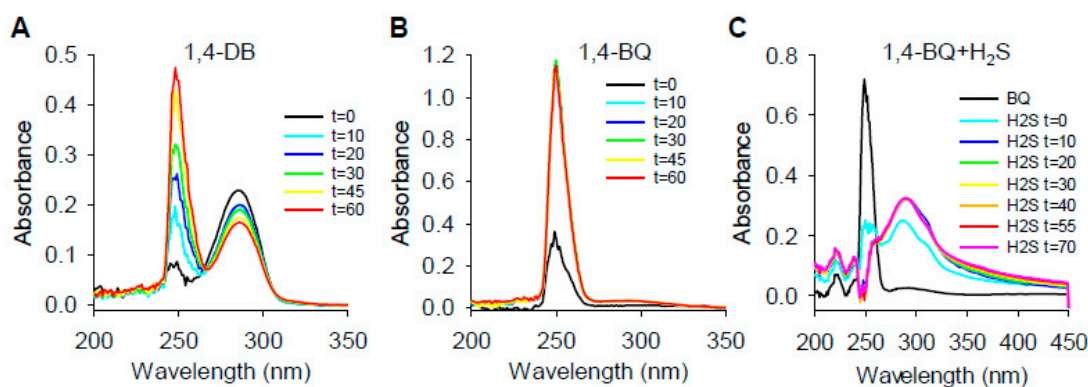 A
1,4-DB
Absorbance
0.5
0.4
0.3
0.2
0.1
0.0
t=0
t=10
t=20
t=30
t=45
t=60
200 250 300 350
Wavelength (nm)
B
1,4-BQ
Absorbance
1.2
1.0
0.8
0.6
0.4
0.2
0.0
t=0
t=10
t=20
t=30
t=45
t=60
200 250 300 350
Wavelength (nm)
C
1,4-BQ+H₂S
Absorbance
0.8
0.6
0.4
0.2
0.0
BQ
H2S t=0
H2S t=10
H2S t=20
H2S t=30
H2S t=40
H2S t=55
H2S t=70
200 250 300 350 400 450
Wavelength (nm)